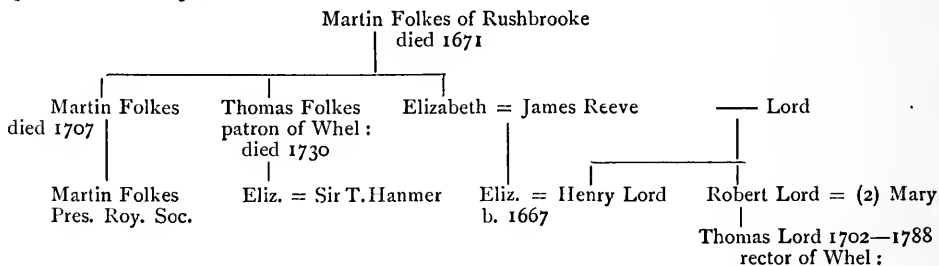 Martin Folkes of Rushbrooke
died 1671
Martin Folkes Thomas Folkes Elizabeth = James Reeve — Lord
died 1707 patron of Whel :
died 1730
Martin Folkes Eliz. = Sir T. Hanmer Eliz. = Henry Lord Robert Lord = (2) Mary
Pres. Roy. Soc. b. 1667
Thomas Lord 1702—1788
rector of Whel :